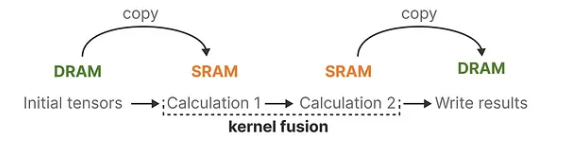 copy copy
DRAM SRAM SRAM DRAM
Initial tensors Calculation 1 Calculation 2 Write results
kernel fusion